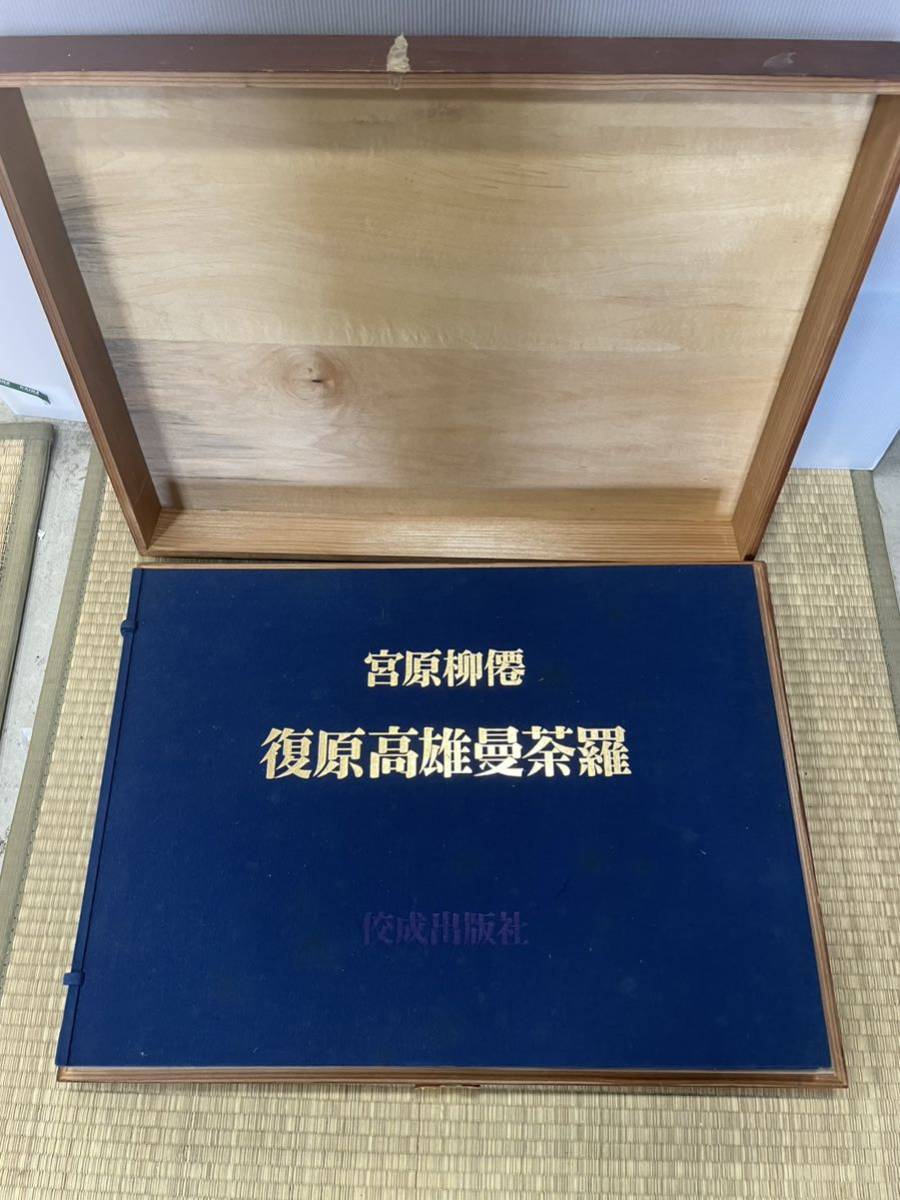 宮原柳僊
復原高雄曼荼羅
佼成出版社